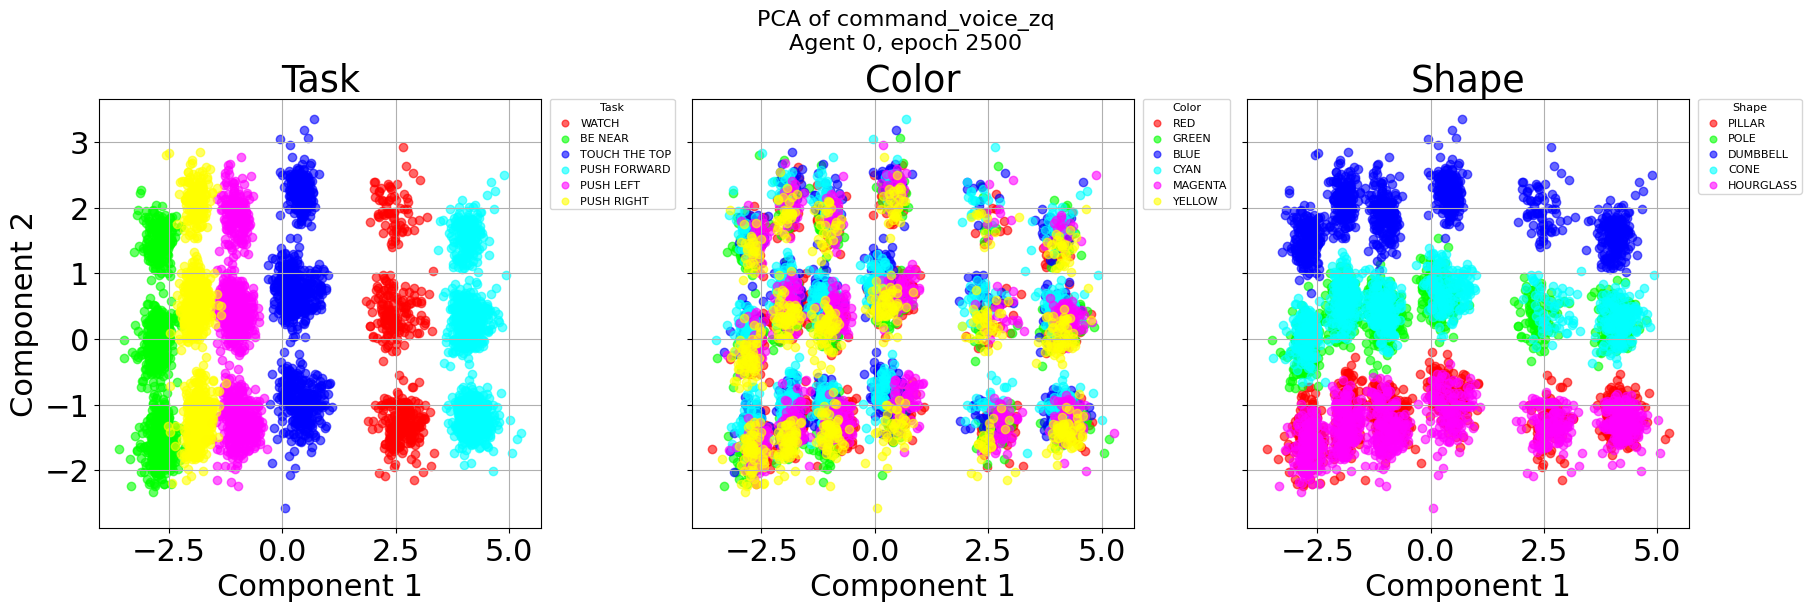 PCA of command_voice_zq
Agent 0, epoch 2500
Task
Component 2
3
2
1
0
−1
−2
−2.5 0.0 2.5 5.0
Component 1
Task
WATCH
BE NEAR
TOUCH THE TOP
PUSH FORWARD
PUSH LEFT
PUSH RIGHT
Color
−2.5 0.0 2.5 5.0
Component 1
Color
RED
GREEN
BLUE
CYAN
MAGENTA
YELLOW
Shape
−2.5 0.0 2.5 5.0
Component 1
Shape
PILLAR
POLE
DUMBBELL
CONE
HOURGLASS